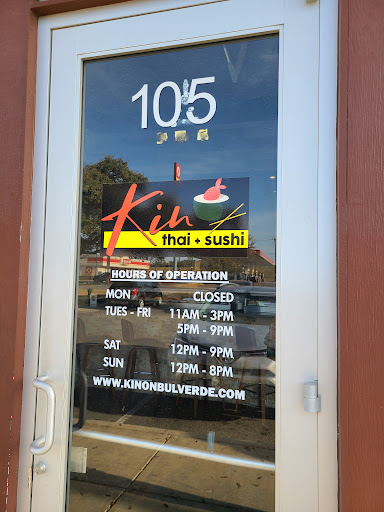 105
Kin
thai + sushi
HOURS OF OPERATION
MON CLOSED
TUES - FRI 11AM - 3PM
5PM - 9PM
SAT 12PM - 9PM
SUN 12PM - 8PM
WWW.KINONBULVERDE.COM